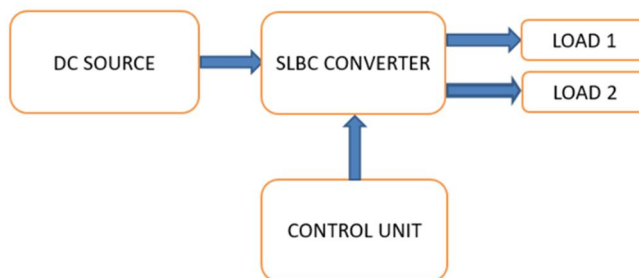 DC SOURCE
SLBC CONVERTER
LOAD 1
LOAD 2
CONTROL UNIT